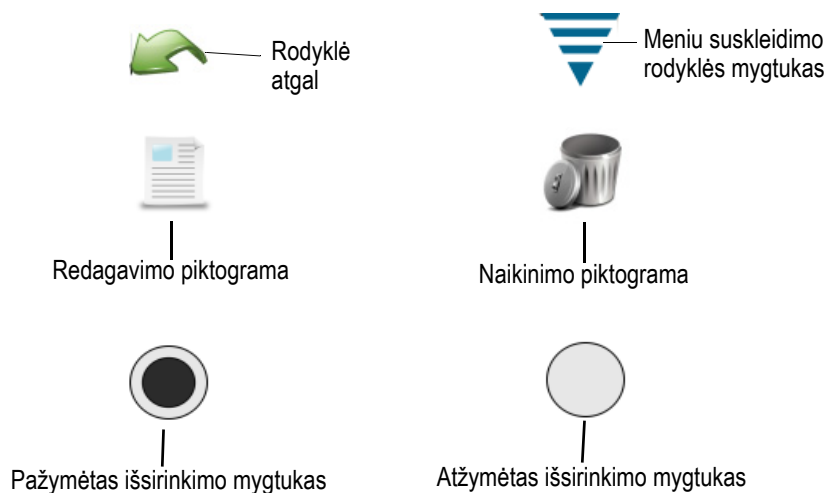 Rodyklė
atgal
Meniu suskleidimo
rodyklės mygtukas
Redagavimo piktograma
Naikinimo piktograma
Pažymėtas išsirinkimo mygtukas
Atžymėtas išsirinkimo mygtukas